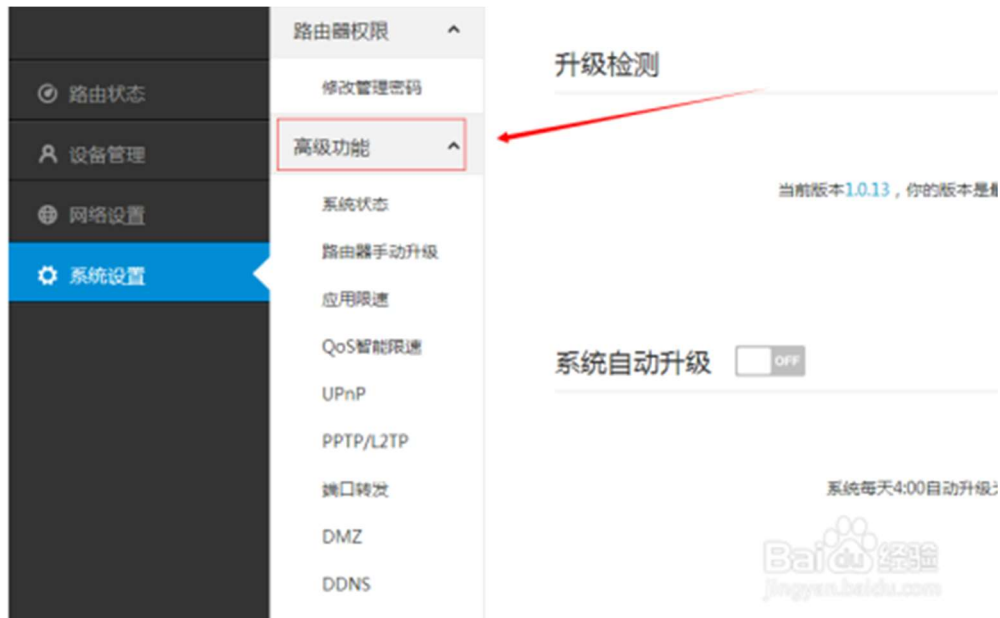 路由状态
设备管理
网络设置
系统设置
路由器权限
修改管理密码
高级功能
系统状态
路由器手动升级
应用限速
QoS智能限速
UPnP
PPTP/L2TP
端口转发
DMZ
DDNS
升级检测
当前版本1.0.13，你的版本是最
系统自动升级 OFF
系统每天4:00自动升级为
Baidu经验
jingyan.baidu.com